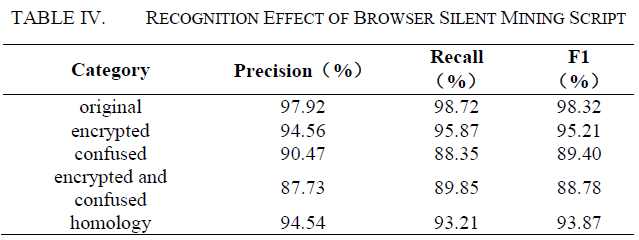 TABLE IV. RECOGNITION EFFECT OF BROWSER SILENT MINING SCRIPT
Category Precision（%） Recall（%） F1（%）
original 97.92 98.72 98.32
encrypted 94.56 95.87 95.21
confused 90.47 88.35 89.40
encrypted and confused 87.73 89.85 88.78
homology 94.54 93.21 93.87